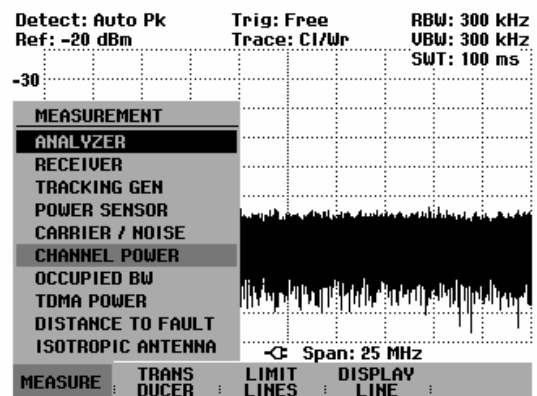 Detect: Auto Pk Trig: Free RBW: 300 kHz
Ref: -20 dBm Trace: Cl/Wr VBW: 300 kHz
SWT: 100 ms
-30
MEASUREMENT
ANALYZER
RECEIVER
TRACKING GEN
POWER SENSOR
CARRIER / NOISE
CHANNEL POWER
OCCUPIED BW
TDMA POWER
DISTANCE TO FAULT
ISOTROPIC ANTENNA
Span: 25 MHz
MEASURE TRANS LIMIT DISPLAY
DUCER LINES LINE